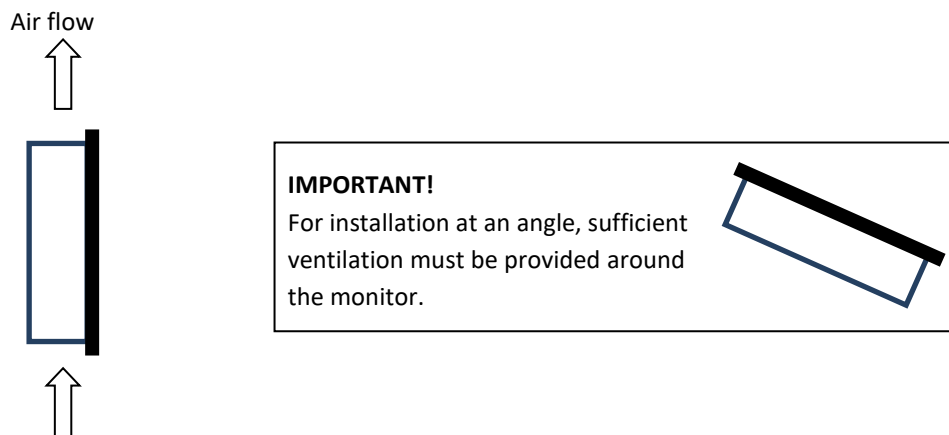 Air flow
IMPORTANT!
For installation at an angle, sufficient
ventilation must be provided around
the monitor.